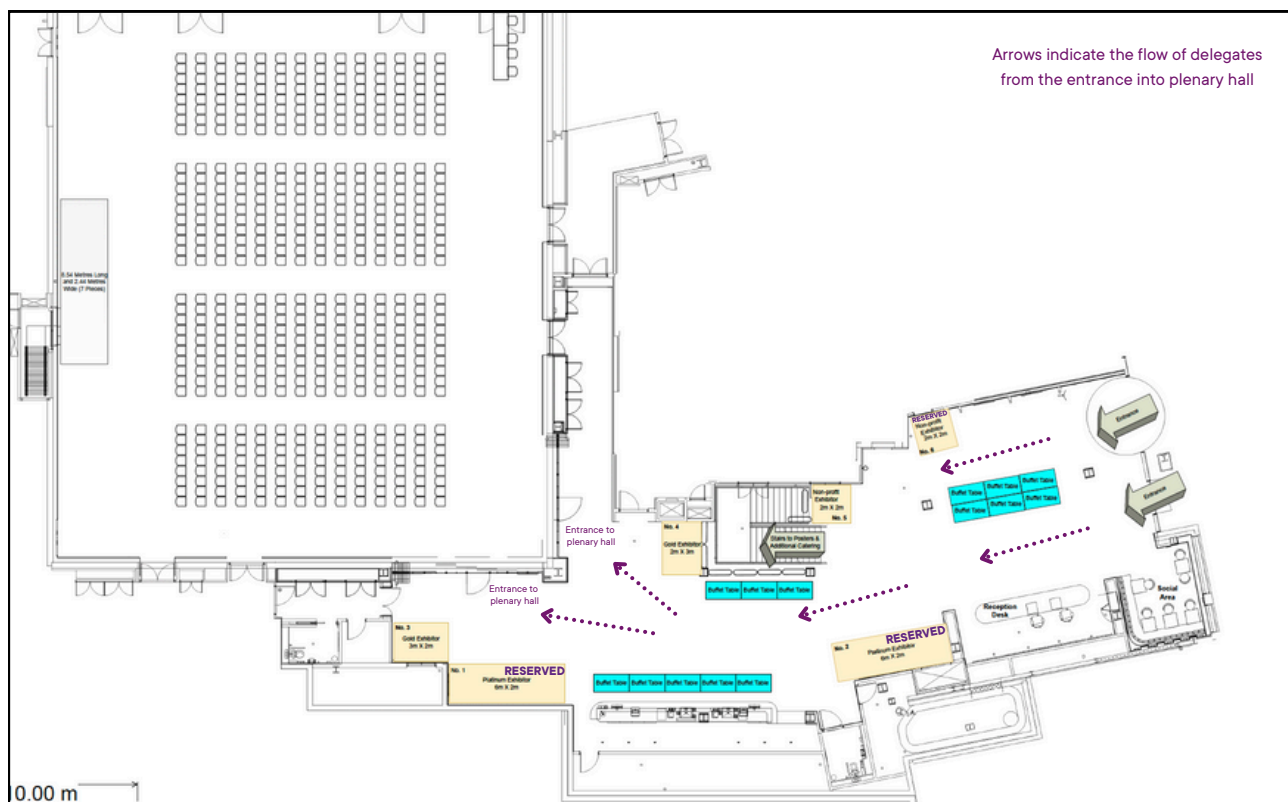 Arrows indicate the flow of delegates
from the entrance into plenary hall
6.54 Metres Long
and 2.44 Metres
Wide (7 Pieces)
Entrance
Entrance
RESERVED
Non-profit
Exhibitor
2m X 2m
No. 6
Buffet Table Buffet Table Buffet Table
Buffet Table Buffet Table Buffet Table
Non-profit
Exhibitor
2m X 2m
No. 5
No. 4
Gold Exhibitor
2m X 3m
Stairs to Posters &
Additional Catering
Entrance to
plenary hall
Entrance to
plenary hall
Buffet Table Buffet Table Buffet Table
Reception
Desk
Social
Area
No. 3
Gold Exhibitor
3m X 2m
No. 2
RESERVED
Platinum Exhibitor
6m X 2m
No. 1
RESERVED
Platinum Exhibitor
6m X 2m
Buffet Table Buffet Table Buffet Table Buffet Table Buffet Table
10.00 m